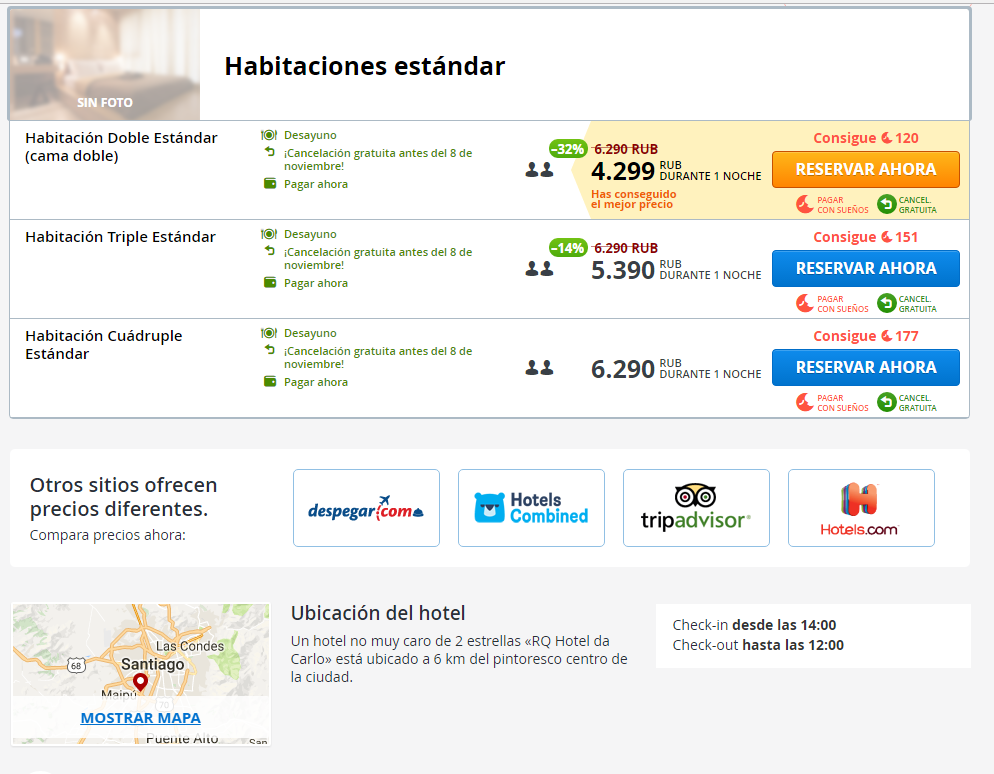 SIN FOTO
Habitaciones estándar
Habitación Doble Estándar
(cama doble)
Desayuno
¡Cancelación gratuita antes del 8 de
noviembre!
Pagar ahora
–32%
6.290 RUB
4.299 RUB
DURANTE 1 NOCHE
Has conseguido
el mejor precio
Consigue 120
RESERVAR AHORA
PAGAR
CON SUEÑOS
CANCEL.
GRATUITA
Habitación Triple Estándar
Desayuno
¡Cancelación gratuita antes del 8 de
noviembre!
Pagar ahora
–14%
6.290 RUB
5.390 RUB
DURANTE 1 NOCHE
Consigue 151
RESERVAR AHORA
PAGAR
CON SUEÑOS
CANCEL.
GRATUITA
Habitación Cuádruple
Estándar
Desayuno
¡Cancelación gratuita antes del 8 de
noviembre!
Pagar ahora
6.290 RUB
DURANTE 1 NOCHE
Consigue 177
RESERVAR AHORA
PAGAR
CON SUEÑOS
CANCEL.
GRATUITA
Otros sitios ofrecen
precios diferentes.
Compara precios ahora:
despegar.com
Hotels
Combined
tripadvisor®
Hotels.com
Las Condes
68
Santiago
Maipú
70
MOSTRAR MAPA
Puente Alto
San
Ubicación del hotel
Un hotel no muy caro de 2 estrellas «RQ Hotel da
Carlo» está ubicado a 6 km del pintoresco centro de
la ciudad.
Check-in desde las 14:00
Check-out hasta las 12:00